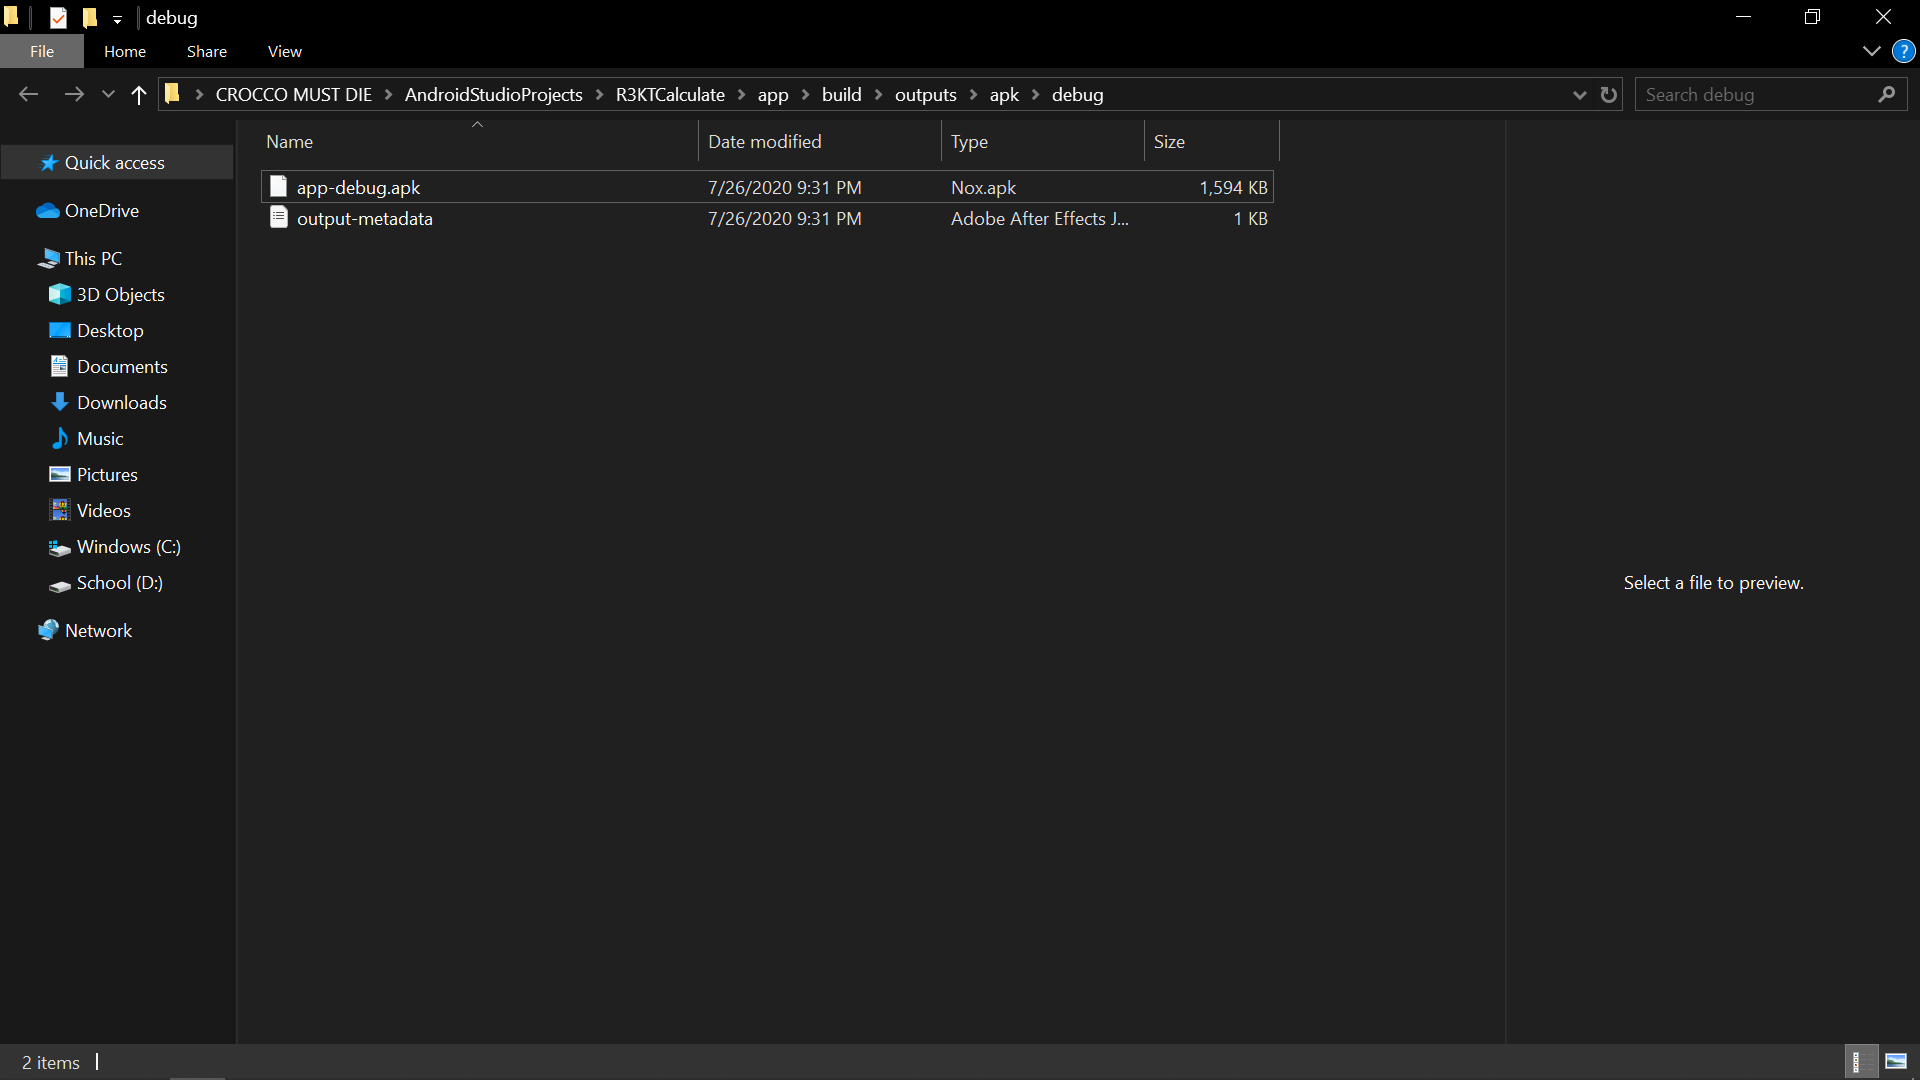 debug
File Home Share View
CROCCO MUST DIE AndroidStudioProjects R3KTCalculate app build outputs apk debug
Search debug
Name Date modified Type Size
app-debug.apk 7/26/2020 9:31 PM Nox.apk 1,594 KB
output-metadata 7/26/2020 9:31 PM Adobe After Effects J... 1 KB
Quick access
OneDrive
This PC
3D Objects
Desktop
Documents
Downloads
Music
Pictures
Videos
Windows (C:)
School (D:)
Network
Select a file to preview.
2 items